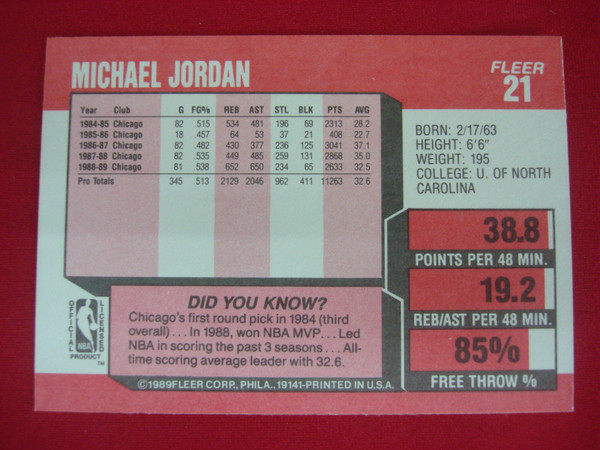 MICHAEL JORDAN
FLEER
21
Year Club G FG% REB AST STL BLK PTS AVG
1984-85 Chicago 82 .515 534 481 196 69 2313 28.2
1985-86 Chicago 18 .457 64 53 37 21 408 22.7
1986-87 Chicago 82 .482 430 377 236 125 3041 37.1
1987-88 Chicago 82 .535 449 485 259 131 2868 35.0
1988-89 Chicago 81 .538 652 650 234 65 2633 32.5
Pro Totals 345 .513 2129 2046 962 411 11263 32.6
BORN: 2/17/63
HEIGHT: 6'6"
WEIGHT: 195
COLLEGE: U. OF NORTH
CAROLINA
38.8
POINTS PER 48 MIN.
19.2
REB/AST PER 48 MIN.
85%
FREE THROW %
DID YOU KNOW?
Chicago's first round pick in 1984 (third
overall) . . . In 1988, won NBA MVP . . . Led
NBA in scoring the past 3 seasons . . . All-
time scoring average leader with 32.6.
©1989 FLEER CORP., PHILA., 19141-PRINTED IN U.S.A.
OFFICIAL LICENSED
NBA
PRODUCT
TM